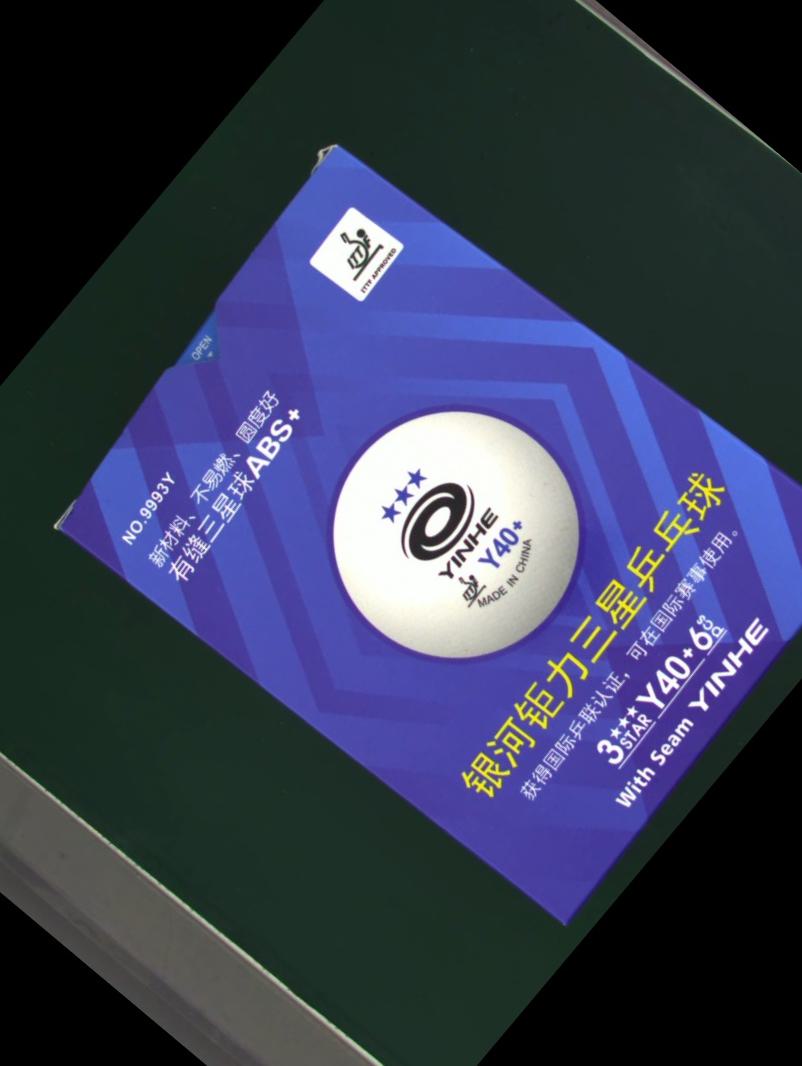 ITTF
ITTF APPROVED
OPEN
NO.9993Y
新材料、不易燃、圆度好
有缝三星球ABS+
YINHE
Y40+
MADE IN CHINA
银河钜力三星乒乓球
获得国际乒联认证，可在国际赛事使用。
3 STAR Y40+ 6
With Seam YINHE